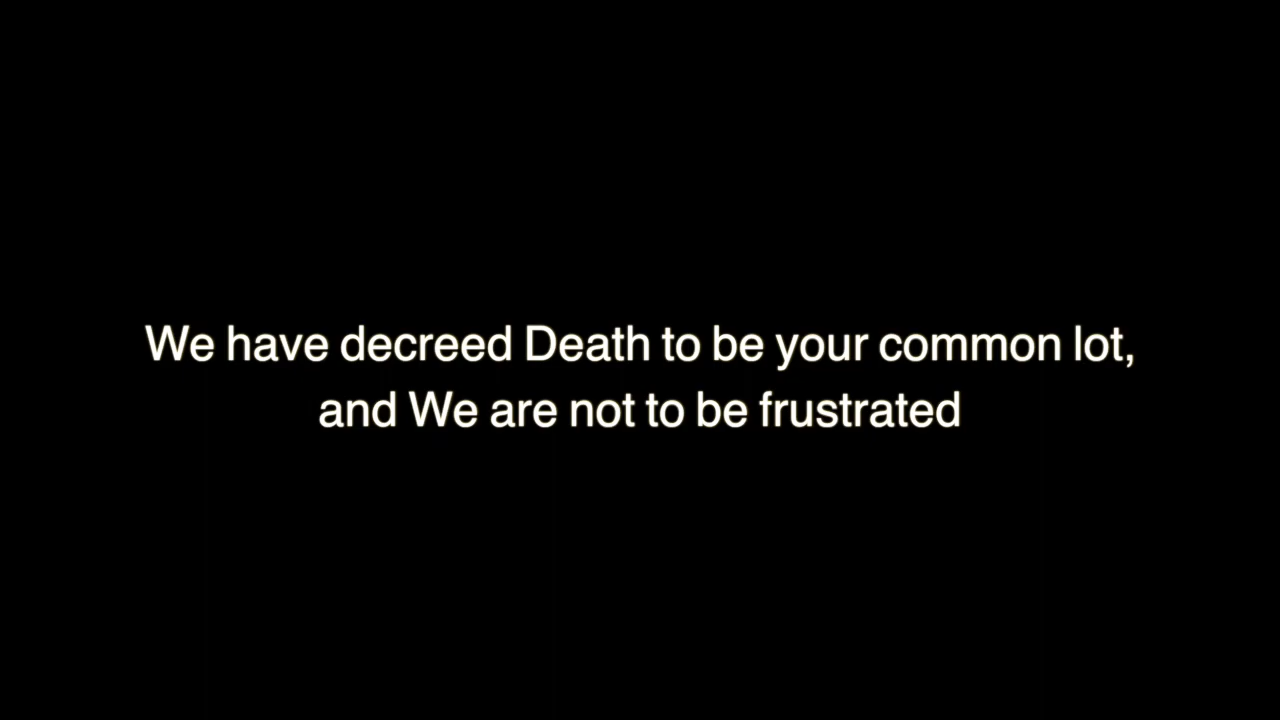 We have decreed Death to be your common lot,
and We are not to be frustrated